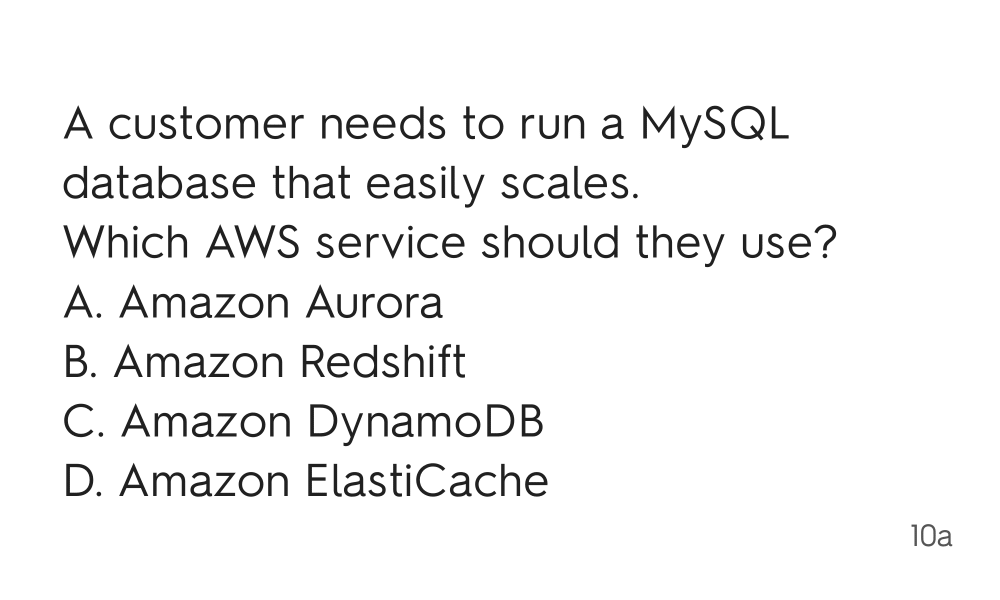 A customer needs to run a MySQL
database that easily scales.
Which AWS service should they use?
A. Amazon Aurora
B. Amazon Redshift
C. Amazon DynamoDB
D. Amazon ElastiCache
10a